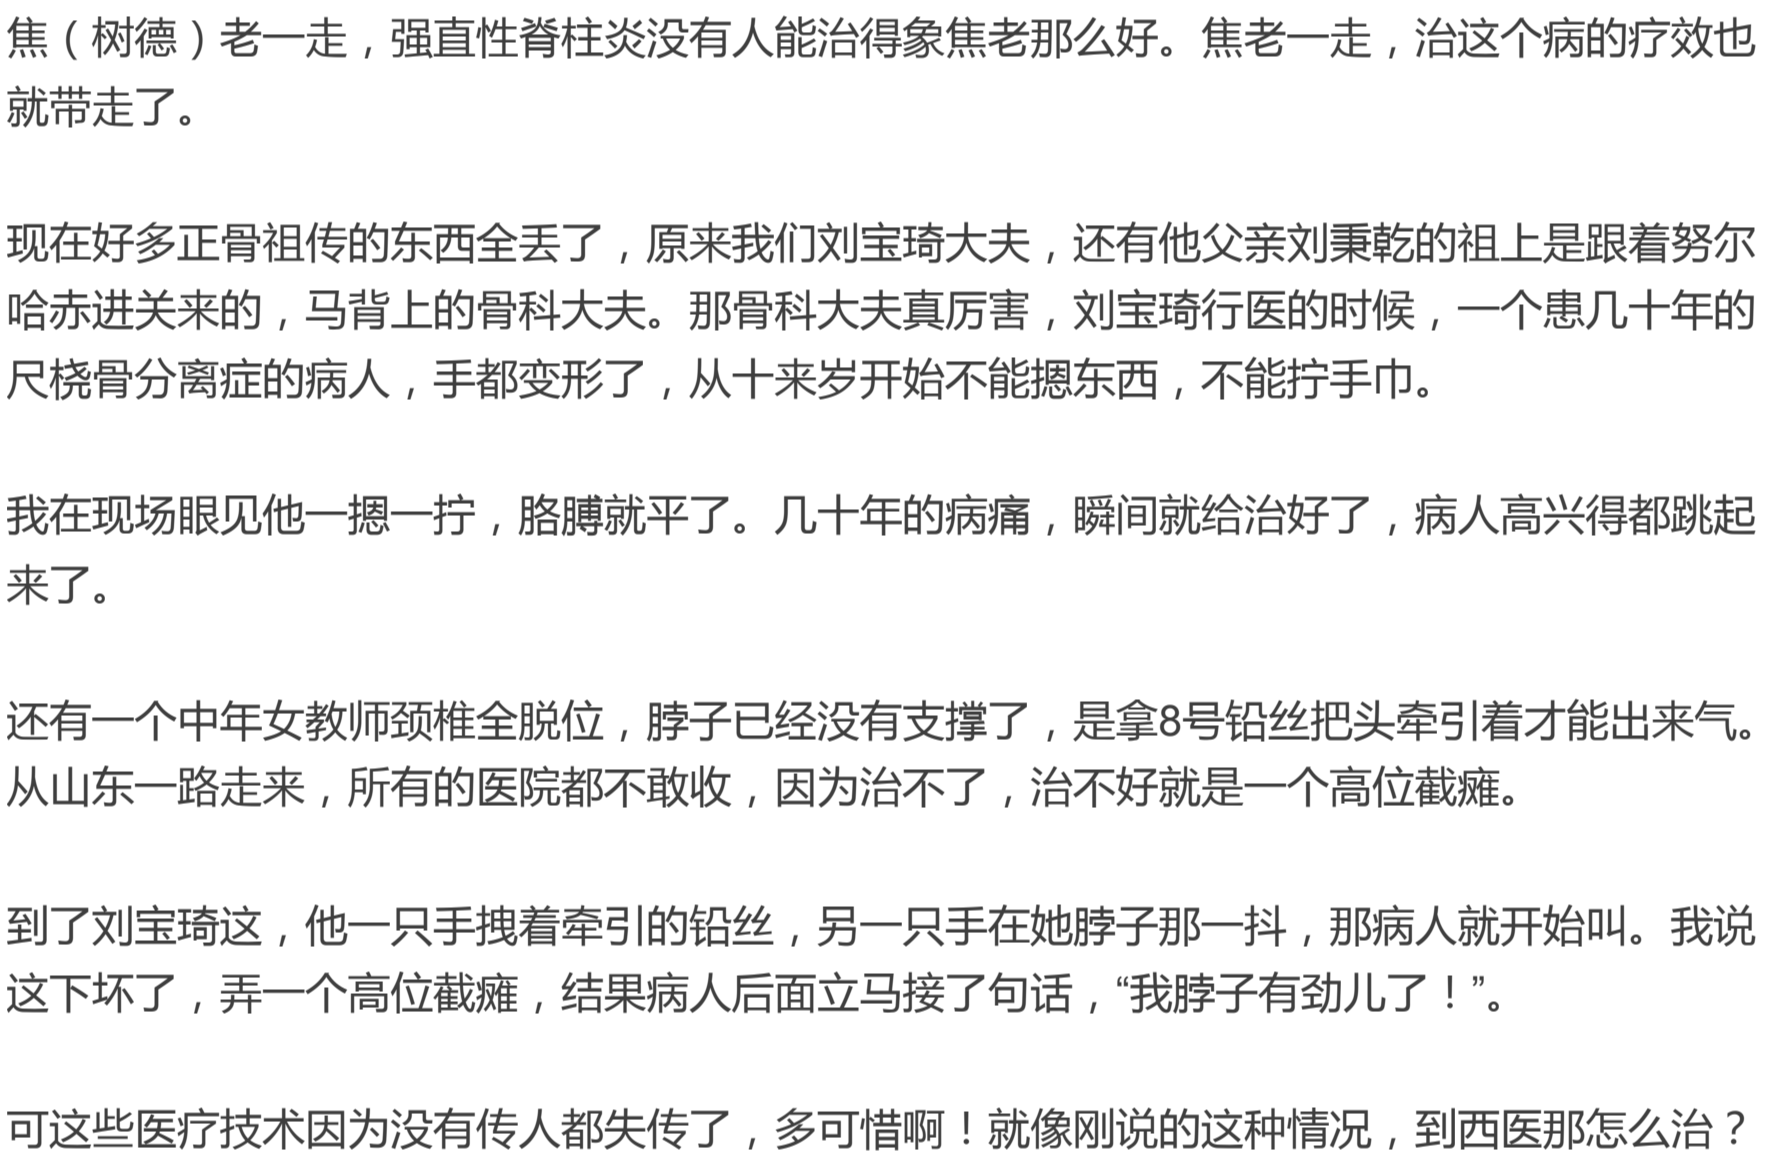 焦（树德）老一走，强直性脊柱炎没有人能治得象焦老那么好。焦老一走，治这个病的疗效也
就带走了。
现在好多正骨祖传的东西全丢了，原来我们刘宝琦大夫，还有他父亲刘秉乾的祖上是跟着努尔
哈赤进关来的，马背上的骨科大夫。那骨科大夫真厉害，刘宝琦行医的时候，一个患几十年的
尺桡骨分离症的病人，手都变形了，从十来岁开始不能摁东西，不能拧手巾。
我在现场眼见他一摁一拧，胳膊就平了。几十年的病痛，瞬间就给治好了，病人高兴得都跳起
来了。
还有一个中年女教师颈椎全脱位，脖子已经没有支撑了，是拿8号铅丝把头牵引着才能出来气。
从山东一路走来，所有的医院都不敢收，因为治不了，治不好就是一个高位截瘫。
到了刘宝琦这，他一只手拽着牵引的铅丝，另一只手在她脖子那一抖，那病人就开始叫。我说
这下坏了，弄一个高位截瘫，结果病人后面立马接了句话，“我脖子有劲儿了！”。
可这些医疗技术因为没有传人都失传了，多可惜啊！就像刚说的这种情况，到西医那怎么治？